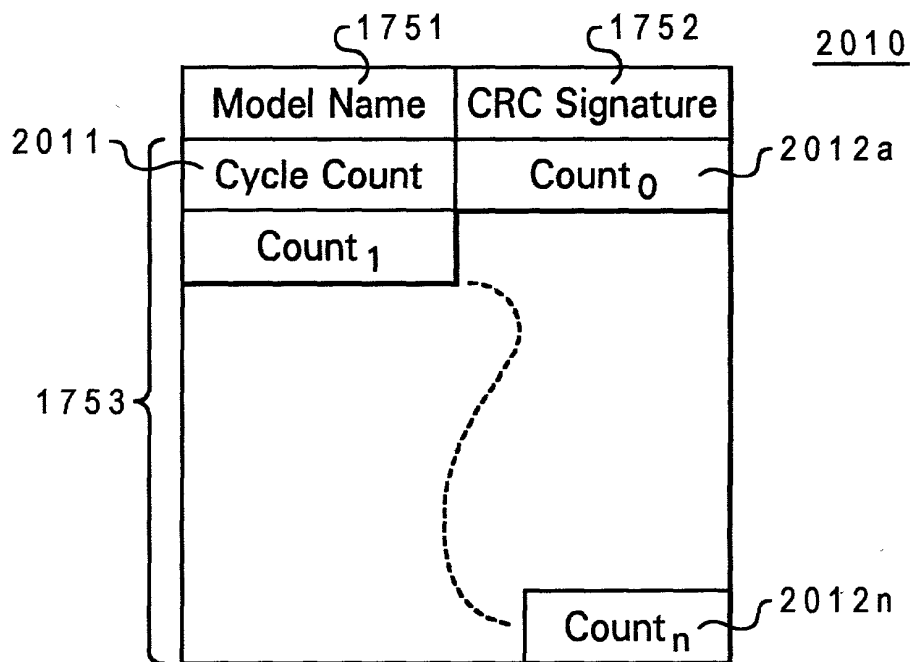 1751 1752 2010
Model Name CRC Signature
2011 Cycle Count Count0 2012a
Count1
1753
Countn 2012n